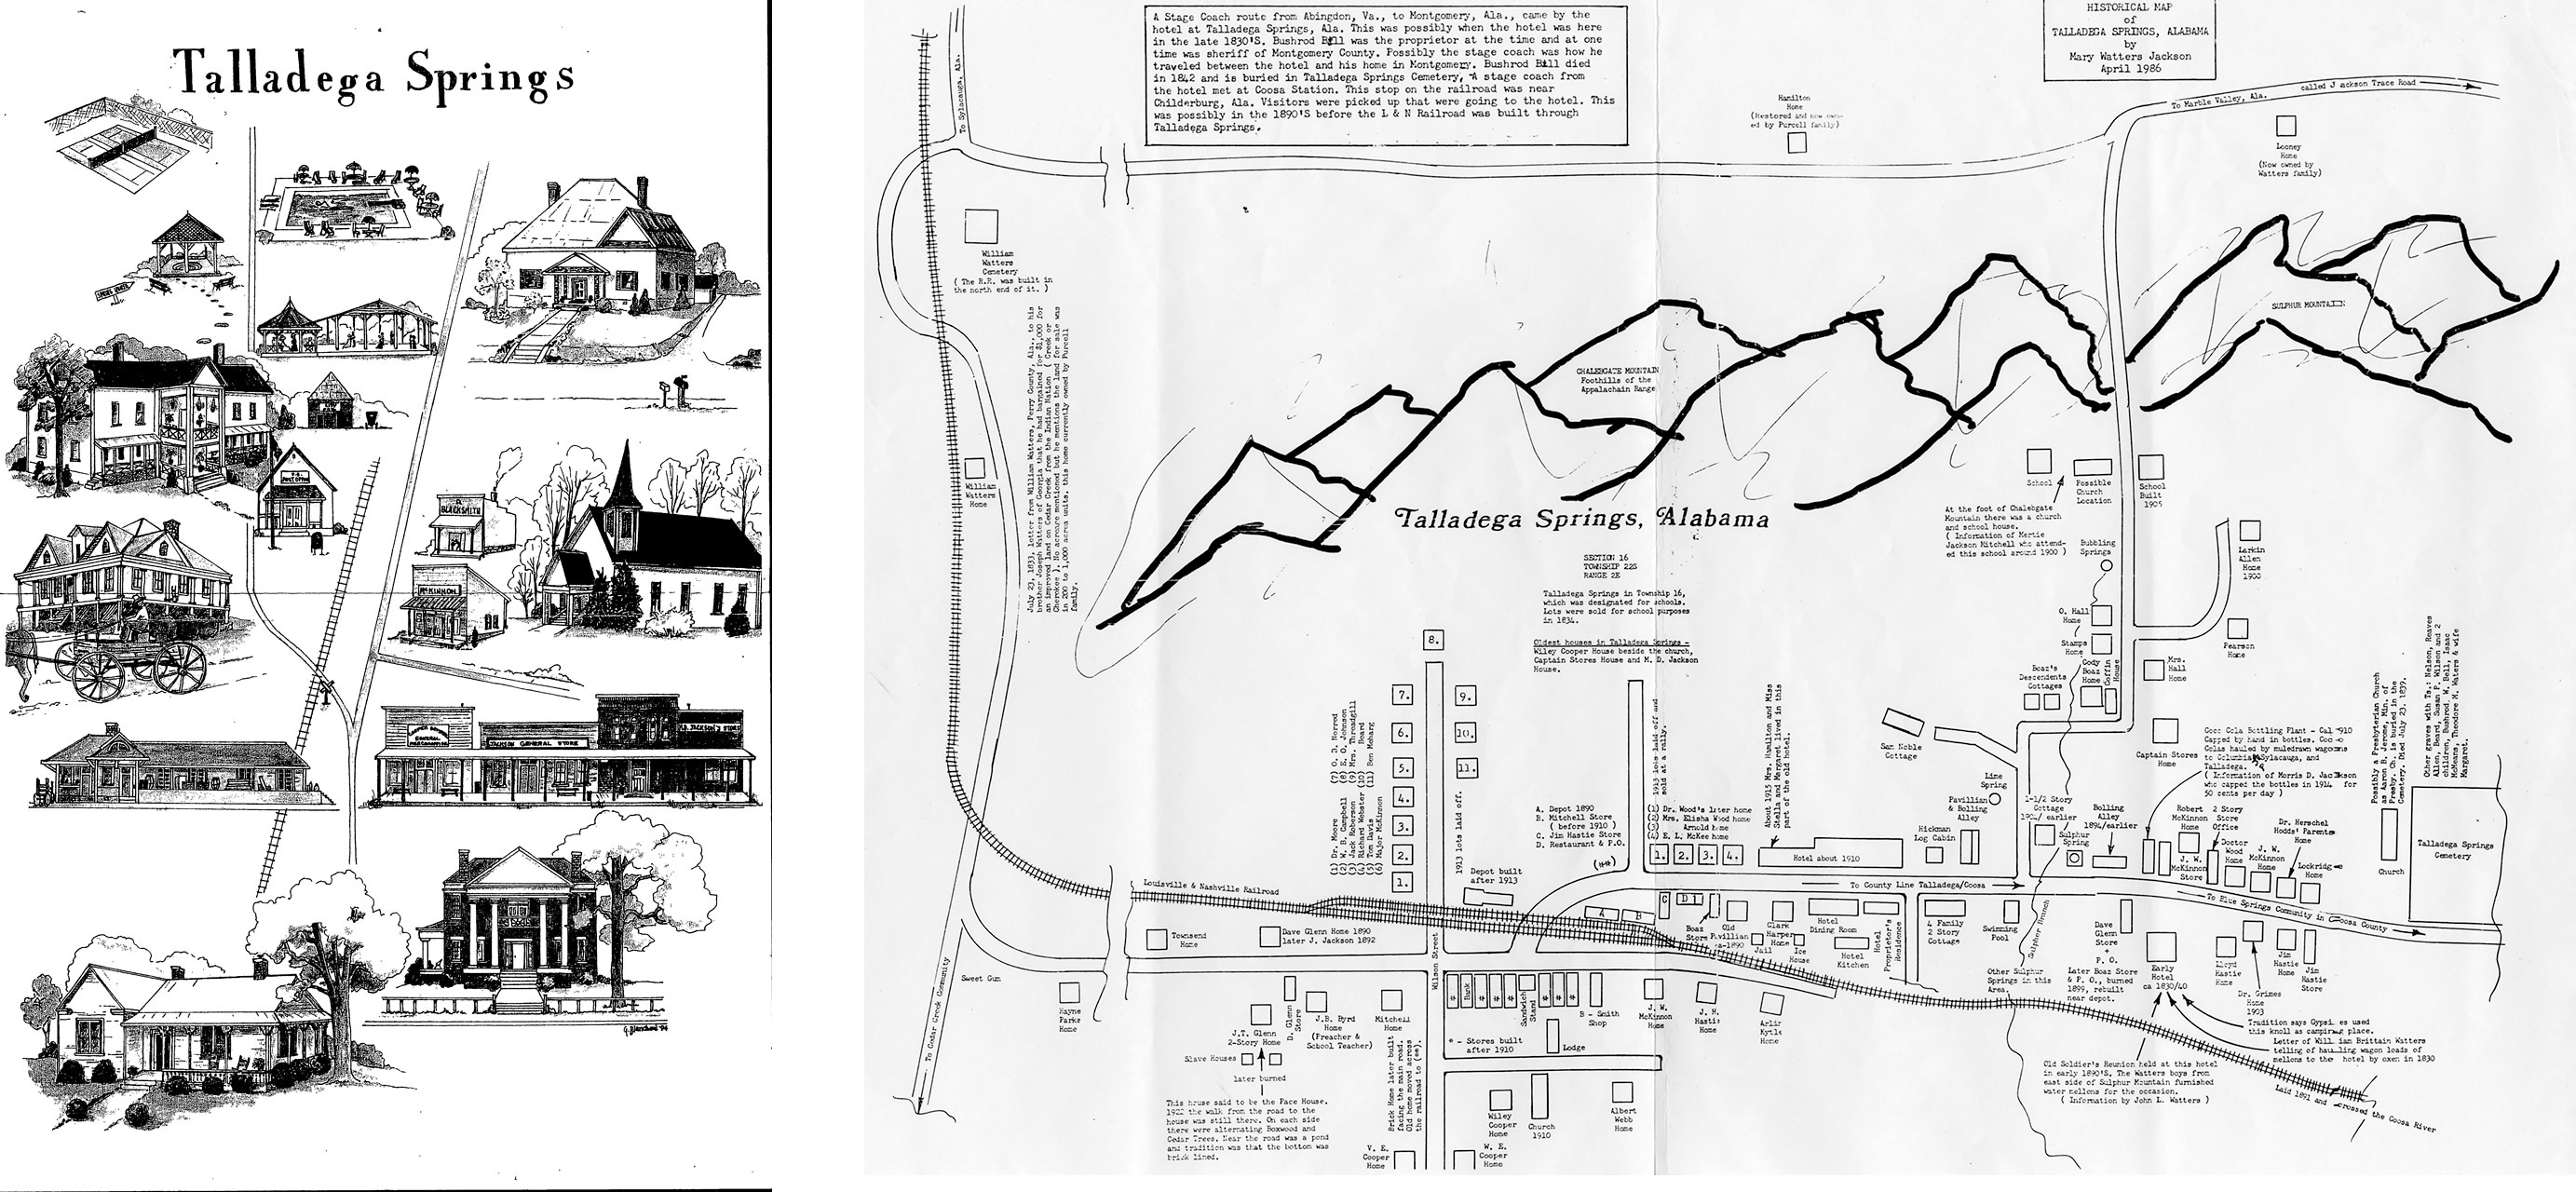 Talladega Springs
POST OFFICE
BLACKSMITH
McKINNON
GENERAL
JACKSON GENERAL STORE
A Stage Coach route from Abingdon, Va., to Montgomery, Ala., came by the
hotel at Talladega Springs, Ala. This was possibly when the hotel was here
in the late 1830'S. Bushrod Bill was the proprietor at the time and at one
time was sheriff of Montgomery County. Possibly the stage coach was how he
traveled between the hotel and his home in Montgomery. Bushrod Bill died
in 1842 and is buried in Talladega Springs Cemetery, A stage coach from
the hotel met at Coosa Station. This stop on the railroad was near
Childerburg, Ala. Visitors were picked up that were going to the hotel. This
was possibly in the 1890'S before the L & N Railroad was built through
Talladega Springs.
HISTORICAL MAP
of
TALLADEGA SPRINGS, ALABAMA
by
Mary Watters Jackson
April 1986
To Sylacauga, Ala.
To Marble Valley, Ala.
called Jackson Trace Road
Hamilton
Home
(Restored and now own-
ed by Purcell family)
Looney
Home
(Now owned by
Watters family)
William
Watters
Cemetery
( The R.R. was built in
the north end of it. )
July 23, 1833, letter from William Watters, Perry County, Ala., to his
brother Joseph Watters of Georgia that he had bargained for $1,000 for
an improved land on Cedar Creek from the Indian Nation. ( Creek or
Cherokee ). No acreage mentioned but he mentions the land for sale was
in 200 to 1,000 acrea units. this home currently owned by Purcell
family.
William
Watters
Home
CHALEBGATE MOUNTAIN
Foothills of the
Appalachain Range
SULPHUR MOUNTAIN
Talladega Springs, Alabama
SECTION 16
TOWNSHIP 22S
RANGE 2E
Talladega Springs in Township 16,
which was designated for schools.
Lots were sold for school purposes
in 1834.
Oldest houses in Talladega Springs -
Wiley Cooper House beside the church,
Captain Stores House and M. D. Jackson
House.
School
Possible
Church
Location
School
Built
1905
At the foot of Chalebgate
Mountain there was a church
and school house.
( Information of Mertie
Jackson Mitchell who attend-
ed this school around 1900 )
Bubbling
Springs
Larkin
Allen
Home
1900
O. Hall
Home
Stamps
Home
Pearson
Home
Mrs.
Hall
Home
Boaz's
Descendents
Cottages
Cody
Boaz
Home
Coffin
House
Sam Noble
Cottage
Captain Stores
Home
Lime
Spring
Pavillian
& Bolling
Alley
Hickman
Log Cabin
1-1/2 Story
Cottage
190 / earlier
Sulphur
Spring
Bolling
Alley
1894/earlier
Coco Cola Bottling Plant - Cal 1910
Capped by hand in bottles. Coco
Colas hauled by muledrawn wagons
to Columbia, Sylacauga, and
Talladega.
( Information of Morris D. Jackson
who capped the bottles in 1914 for
50 cents per day )
Robert
McKinnon
Home
2 Story
Store
Office
J. W.
McKinnon
Store
Doctor
Wood
Home
J. W.
McKinnon
Home
Dr. Herschel
Hodds' Parents
Home
Lockridge
Home
Possibly a Presbyterian Church
as Aaron B. Jerome, Min. of
Presby. Ch. is buried in the
Cemetery. Died July 23, 1839.
Other graves with Ts.: Nelson, Reaves
Allen, Beard, Susan P. Wilson and 2
children, Bushrod. W. Bell, Isaac
McMeans, Theodore M. Waters & wife
Margaret.
Church
Talladega Springs
Cemetery
8.
7.
6.
5.
4.
3.
2.
1.
9.
10.
11.
(1) Dr. Moore
(2) W. B. Campbell
(3) Jack Roberson
(4) Richard Webster
(5) Tom Davis
(6) Major McKinnon
(7) O. D. Norred
(8) E. O. Johnson
(9) Mrs. Threadgill
(10) Beard
(11) Ben Meharg
1913 lots laid off.
1913 lots laid off and
sold at a rally.
About 1915 Mrs. Hamilton and Miss
Stella and Margaret lived in this
part of the old hotel.
A. Depot 1890
B. Mitchell Store
( before 1910 )
C. Jim Hastie Store
D. Restaurant & P.O.
(1) Dr. Wood's later home
(2) Mrs. Elisha Wood home
(3) Arnold home
(4) E. L. McKee home
1. 2. 3. 4.
Hotel about 1910
(**)
Depot built
after 1913
Louisville & Nashville Railroad
To County Line Talladega/Coosa
To Blue Springs Community in Coosa County
A B C D
Boaz
Store
Old
Pavillian
ca-1890
Jail
Clark
Harper
Home
Ice
House
Hotel
Dining Room
Hotel
Kitchen
Hotel
Proprietor's
Residence
4 Family
2 Story
Cottage
Swimming
Pool
Sulphur Branch
Other Sulphur
Springs in this
Area.
Dave
Glenn
Store
+
P. O.
Later Boaz Store
& P. O., burned
1899, rebuilt
near depot.
Early
Hotel
ca 1830/40
Lloyd
Hastie
Home
Dr. Grimes
Home
1903
Jim
Hastie
Home
Jim
Hastie
Store
Tradition says Gypsies used
this knoll as camping place.
Letter of William Brittain Watters
telling of hauling wagon loads of
mellons to the hotel by oxen in 1830
Old Soldier's Reunion held at this hotel
in early 1890'S. The Watters boys from
east side of Sulphur Mountain furnished
water mellons for the occasion.
( Information by John L. Watters )
Laid 1891 and crossed the Coosa River
Townsend
Home
Dave Glenn Home 1890
later J. Jackson 1892
Wilson Street
Sweet Gum
To Cedar Creek Community
Hayne
Parks
Home
J.T. Glenn
2-Story Home
D. Glenn
Store
J.B. Byrd
Home
(Preacher &
School Teacher)
Mitchell
Home
Slave Houses
later burned
This house said to be the Face House.
1922 the walk from the road to the
house was still there. On each side
there were alternating Boxwood and
Cedar Trees. Near the road was a pond
and tradition was that the bottom was
brick lined.
Brick Home later built
facing the main road.
Old home moved across
the railroad to (**).
* Bank * * * Sandwich Stand * * *
* - Stores built
after 1910
B - Smith
Shop
Lodge
J. W.
McKinnon
Home
J. H.
Hastie
Home
Arlie
Kytle
Home
Wiley
Cooper
Home
Church
1910
Albert
Webb
Home
V. E.
Cooper
Home
W. E.
Cooper
Home